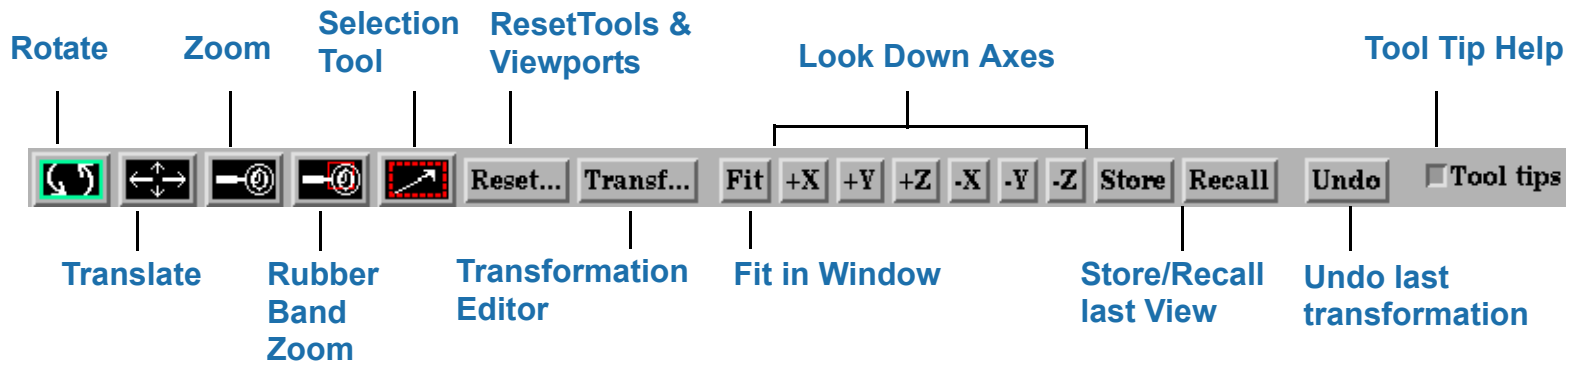 Rotate
Zoom
Selection
Tool
ResetTools &
Viewports
Look Down Axes
Tool Tip Help
Reset... Transf... Fit +X +Y +Z -X -Y -Z Store Recall Undo Tool tips
Translate
Rubber
Band
Zoom
Transformation
Editor
Fit in Window
Store/Recall
last View
Undo last
transformation